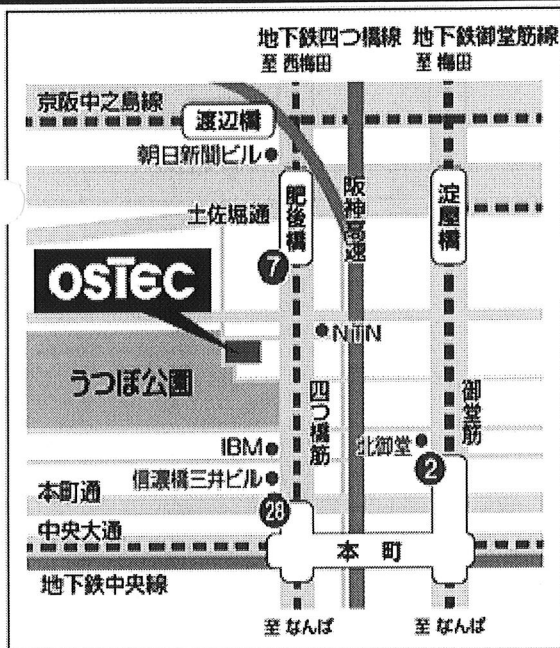 地下鉄四つ橋線 地下鉄御堂筋線
至 西梅田 至 梅田
京阪中之島線
渡辺橋
朝日新聞ビル
肥後橋
阪神高速
淀屋橋
土佐堀通
7
OSTEC
NTN
うつぼ公園
四つ橋筋
御堂筋
IBM
北御堂
2
信濃橋三井ビル
本町通
28
中央大通
本町
地下鉄中央線
至 なんば 至 なんば